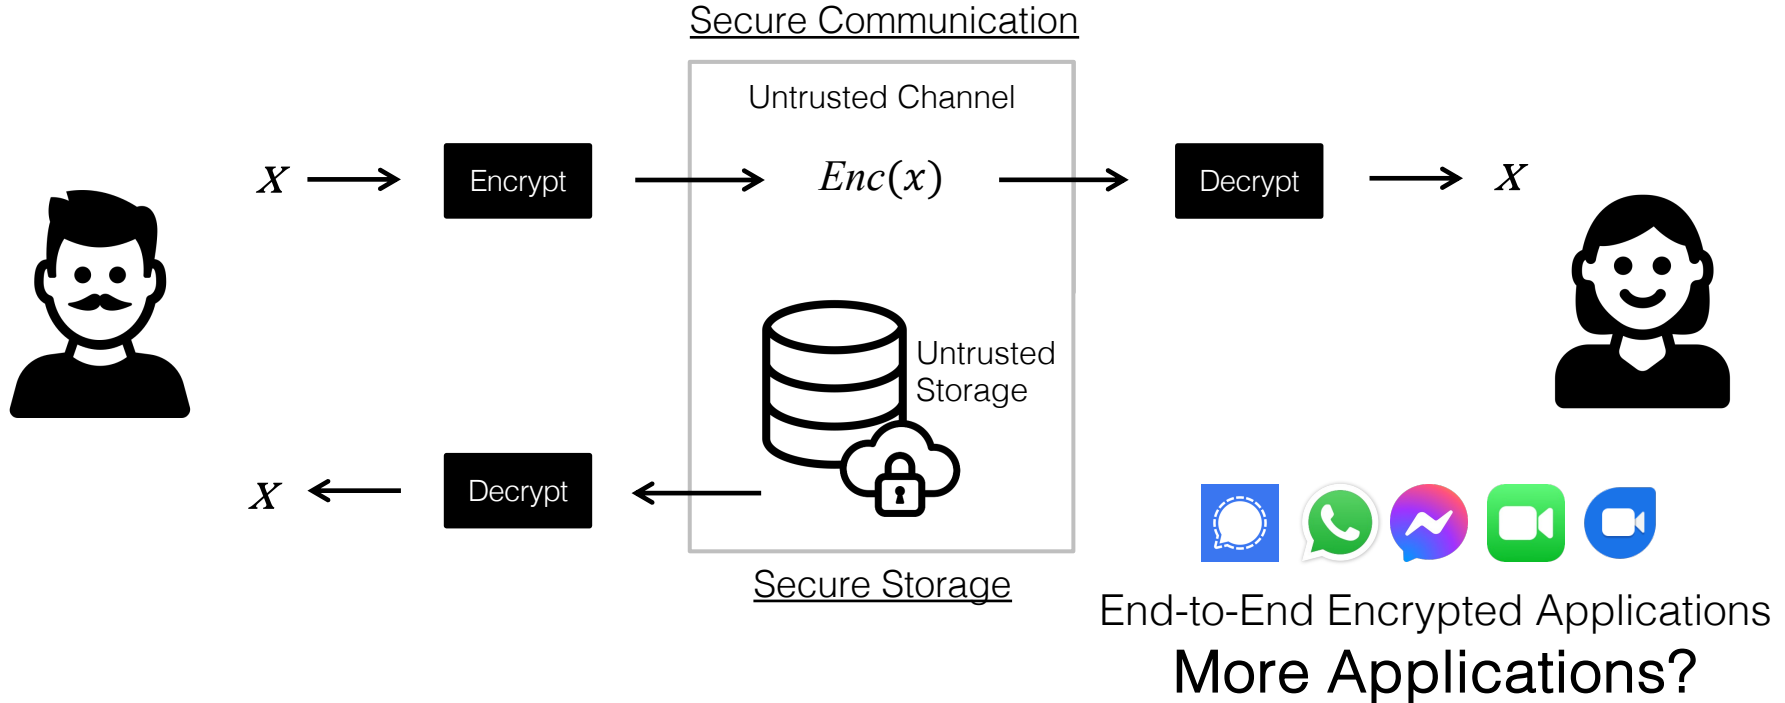 Secure Communication
Untrusted Channel
x
Encrypt
Enc(x)
Decrypt
x
Untrusted
Storage
x
Decrypt
Secure Storage
End-to-End Encrypted Applications
More Applications?